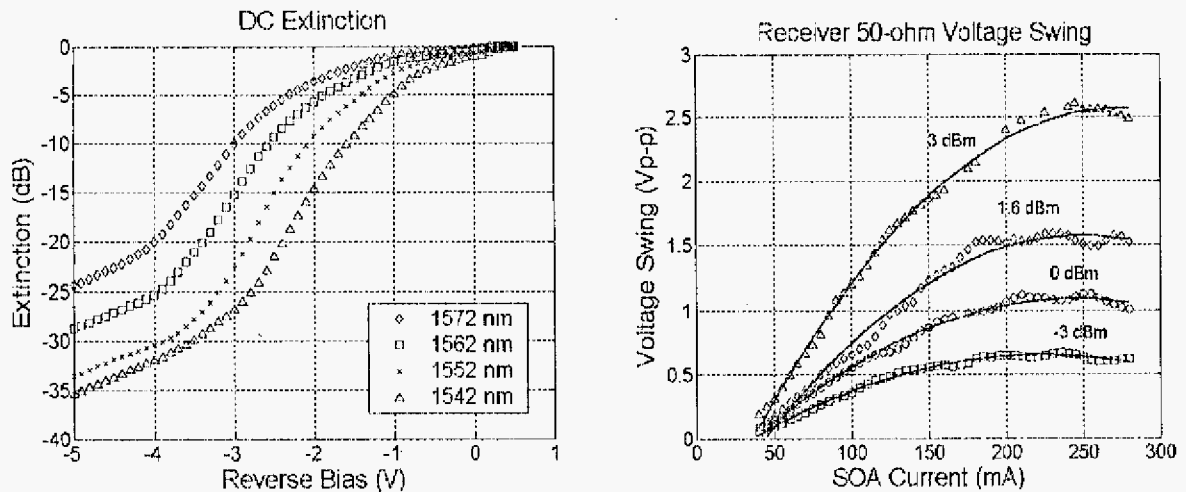 DC Extinction
0
-5
-10
-15
-20
-25
-30
-35
-40
-5
-4
-3
-2
-1
0
1
Extinction (dB)
Reverse Bias (V)
1572 nm
1562 nm
1552 nm
1542 nm
Receiver 50-ohm Voltage Swing
3
2.5
2
1.5
1
0.5
0
0
50
100
150
200
250
300
Voltage Swing (Vp-p)
SOA Current (mA)
3 dBm
1.6 dBm
0 dBm
-3 dBm